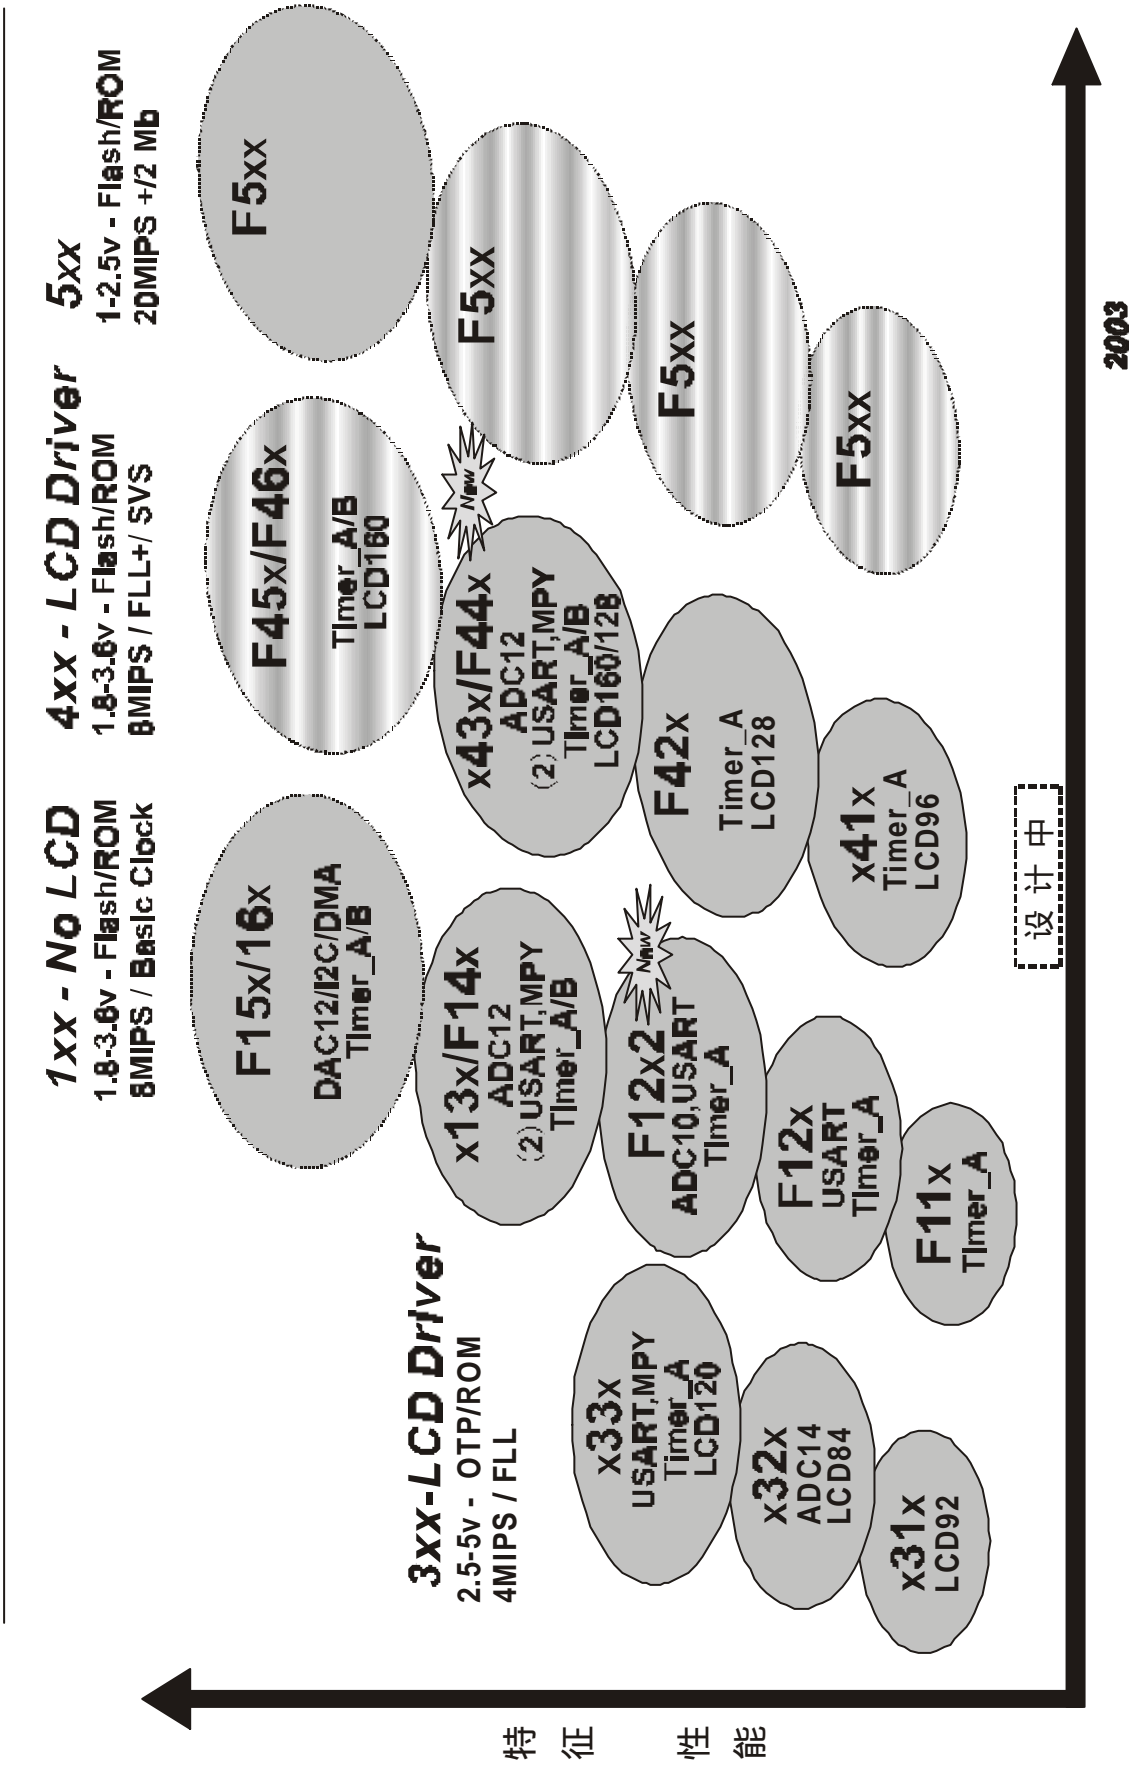 3xx-LCD Driver
2.5-5v - OTP/ROM
4MIPS / FLL
1xx - No LCD
1.8-3.6v - Flash/ROM
8MIPS / Basic Clock
4xx - LCD Driver
1.8-3.6v - Flash/ROM
8MIPS / FLL+/ SVS
5xx
1-2.5v - Flash/ROM
20MIPS +/2 Mb
x33x
USART,MPY
Timer_A
LCD120
x32x
ADC14
LCD84
x31x
LCD92
F15x/16x
DAC12/I2C/DMA
Timer_A/B
x13x/F14x
ADC12
(2) USART,MPY
Timer_A/B
New
F12x2
ADC10,USART
Timer_A
F12x
USART
Timer_A
F11x
Timer_A
F45x/F46x
Timer_A/B
LCD160
New
x43x/F44x
ADC12
(2) USART,MPY
Timer_A/B
LCD160/128
F42x
Timer_A
LCD128
x41x
Timer_A
LCD96
F5xx
F5xx
F5xx
F5xx
特征 性能
设计中
2003